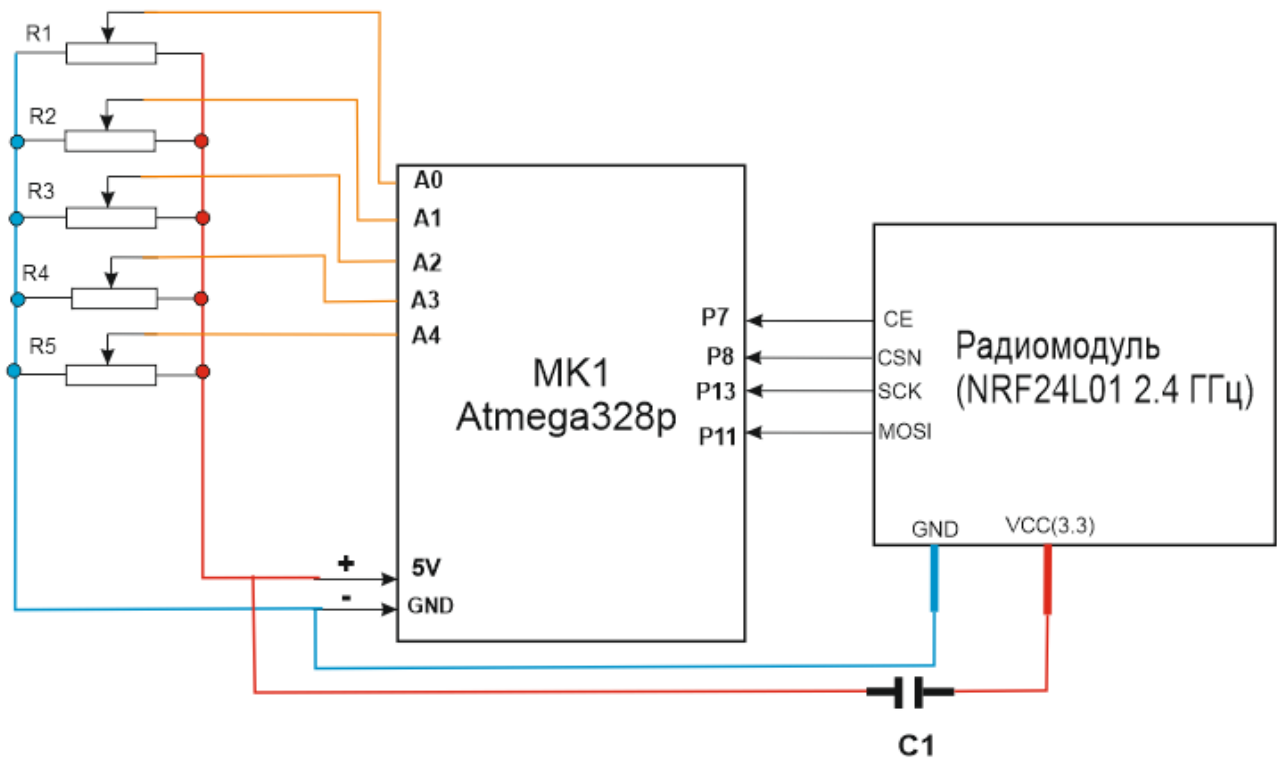 R1
R2
R3
R4
R5
A0
A1
A2
A3
A4
5V
GND
+
-
МК1
Atmega328p
P7
P8
P13
P11
CE
CSN
SCK
MOSI
Радиомодуль
(NRF24L01 2.4 ГГц)
GND
VCC(3.3)
C1